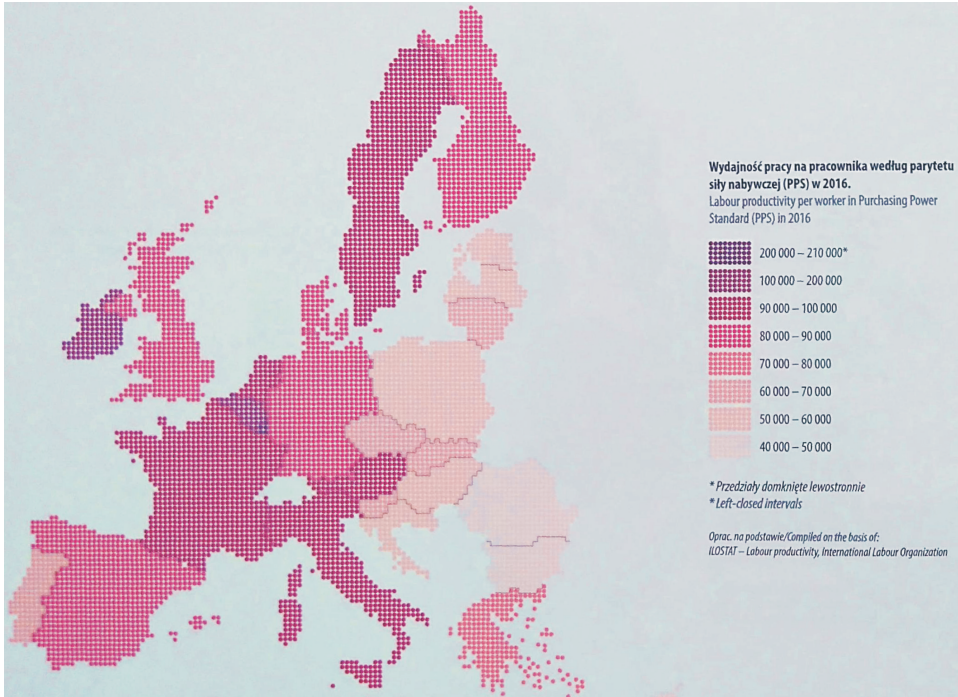 Wydajność pracy na pracownika według parytetu
siły nabywczej (PPS) w 2016.
Labour productivity per worker in Purchasing Power
Standard (PPS) in 2016
200 000 – 210 000*
100 000 – 200 000
90 000 – 100 000
80 000 – 90 000
70 000 – 80 000
60 000 – 70 000
50 000 – 60 000
40 000 – 50 000
* Przedziały domknięte lewostronnie
* Left-closed intervals
Oprac. na podstawie/Compiled on the basis of:
ILOSTAT – Labour productivity, International Labour Organization